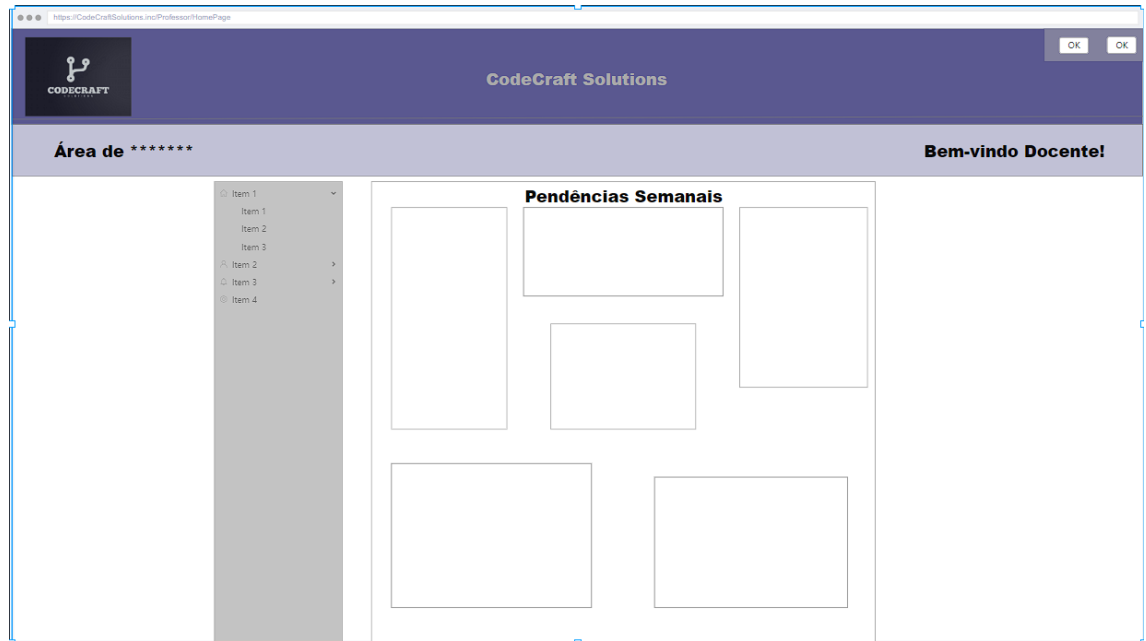 https://CodeCraftSolutions.inc/Professor/HomePage
OK OK
CODECRAFT
SOLUTIONS
CodeCraft Solutions
Área de *******
Bem-vindo Docente!
Item 1
Item 1
Item 2
Item 3
Item 2
Item 3
Item 4
Pendências Semanais